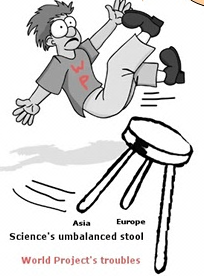 WP
Asia Europe
Science's umbalanced stool
World Project's troubles